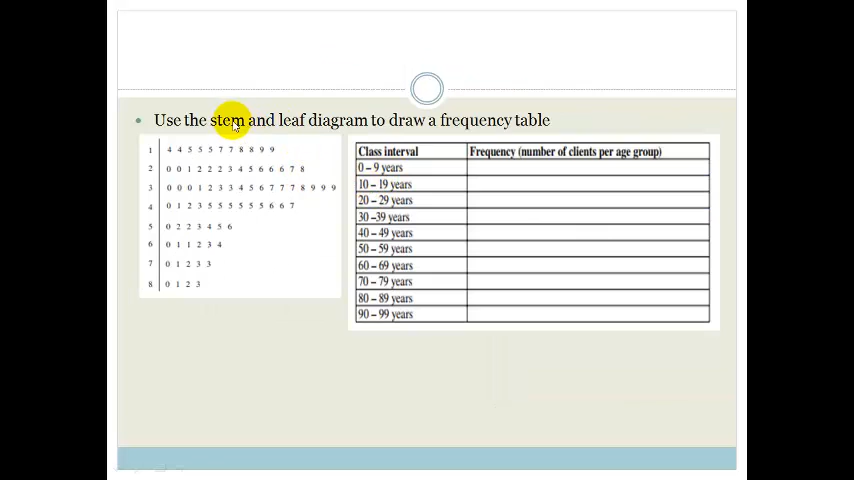 Use the stem and leaf diagram to draw a frequency table
1 4 4 5 5 5 7 7 8 8 9 9
2 0 0 1 2 2 2 3 4 5 6 6 6 7 8
3 0 0 0 1 2 3 3 4 5 6 7 7 7 8 9 9 9
4 0 1 2 3 5 5 5 5 5 5 6 6 7
5 0 2 2 3 4 5 6
6 0 1 1 2 3 4
7 0 1 2 3 3
8 0 1 2 3
Class interval Frequency (number of clients per age group)
0 – 9 years
10 – 19 years
20 – 29 years
30 –39 years
40 – 49 years
50 – 59 years
60 – 69 years
70 – 79 years
80 – 89 years
90 – 99 years